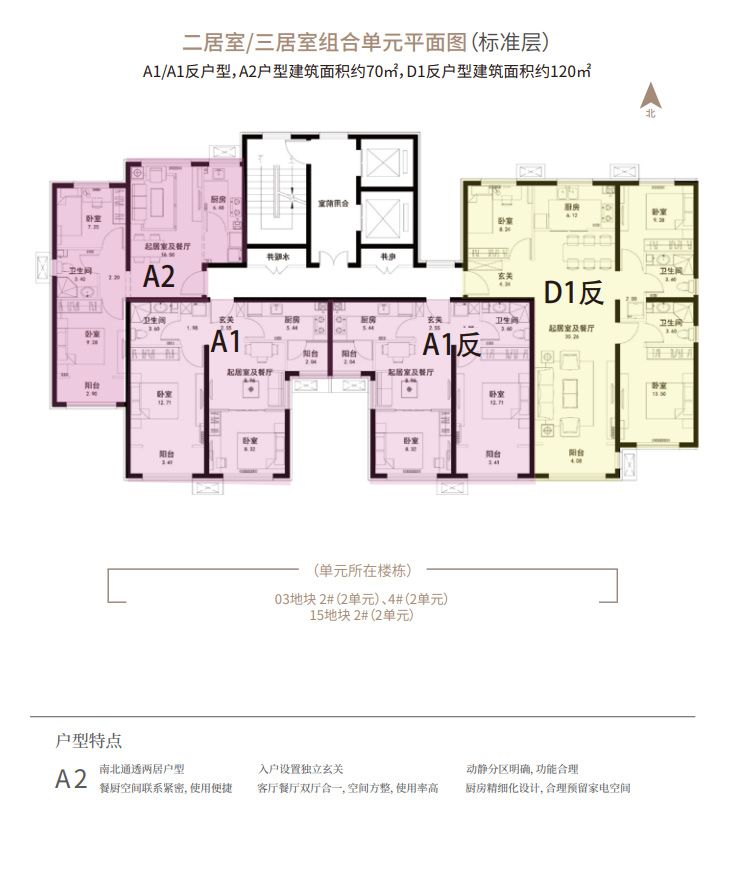 二居室/三居室组合单元平面图(标准层)
A1/A1反户型，A2户型建筑面积约70㎡，D1反户型建筑面积约120㎡
北
厨房
6.48
卧室
7.25
起居室及餐厅
16.50
A2
卫生间
3.40
2.20
卧室
9.28
阳台
2.90
合用前室
水暖井
电井
卧室
8.24
厨房
6.12
卧室
9.28
玄关
4.34
卫生间
3.60
D1反
2.08
起居室及餐厅
30.26
卫生间
3.40
卧室
13.50
阳台
4.58
卫生间
3.60
1.98
玄关
2.55
厨房
5.44
A1
阳台
2.04
起居室及餐厅
8.96
卧室
12.71
卧室
8.32
阳台
3.41
厨房
5.44
玄关
2.55
卫生间
3.60
阳台
2.04
A1反
起居室及餐厅
8.96
卧室
12.71
卧室
8.32
阳台
3.41
(单元所在楼栋)
03地块 2#(2单元)、4#(2单元)
15地块 2#(2单元)
户型特点
A2
南北通透两居户型
餐厨空间联系紧密, 使用便捷
入户设置独立玄关
客厅餐厅双厅合一, 空间方整, 使用率高
动静分区明确, 功能合理
厨房精细化设计, 合理预留家电空间